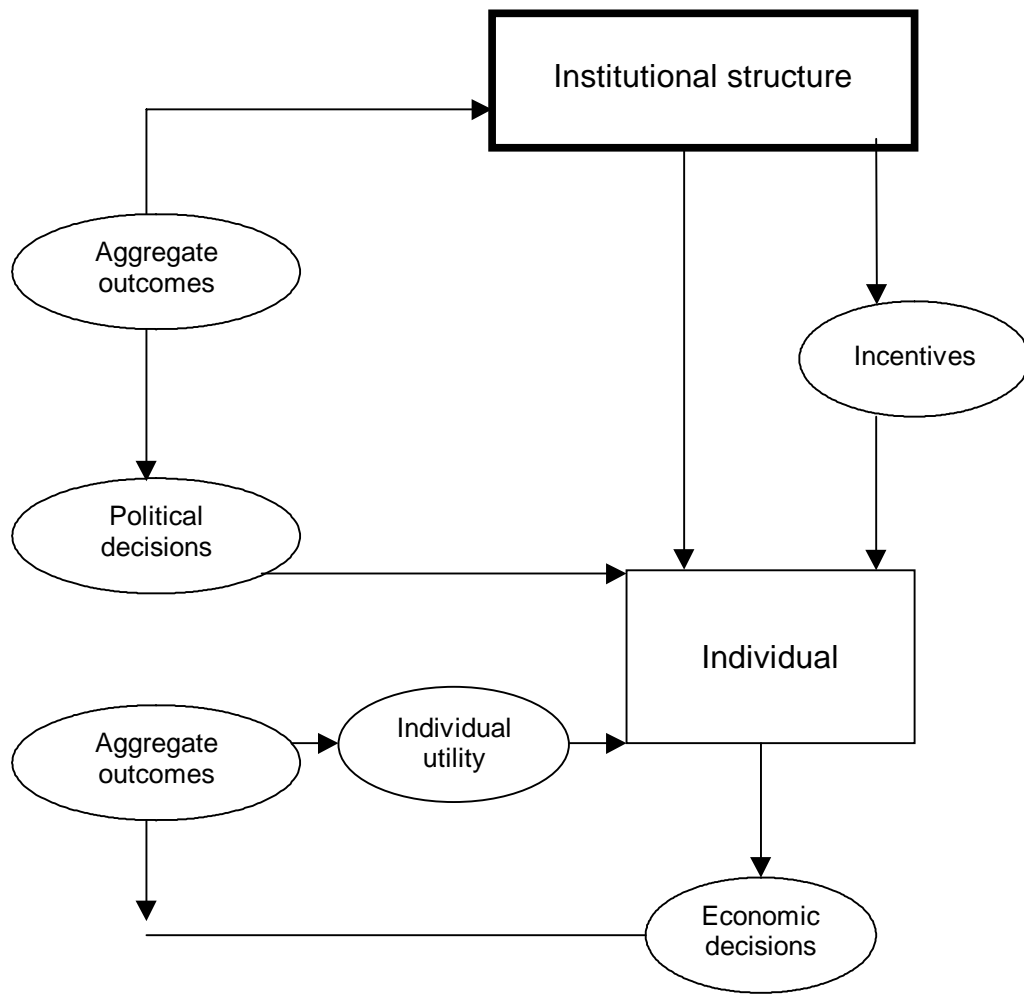 Institutional structure
Aggregate
outcomes
Incentives
Political
decisions
Individual
Aggregate
outcomes
Individual
utility
Economic
decisions